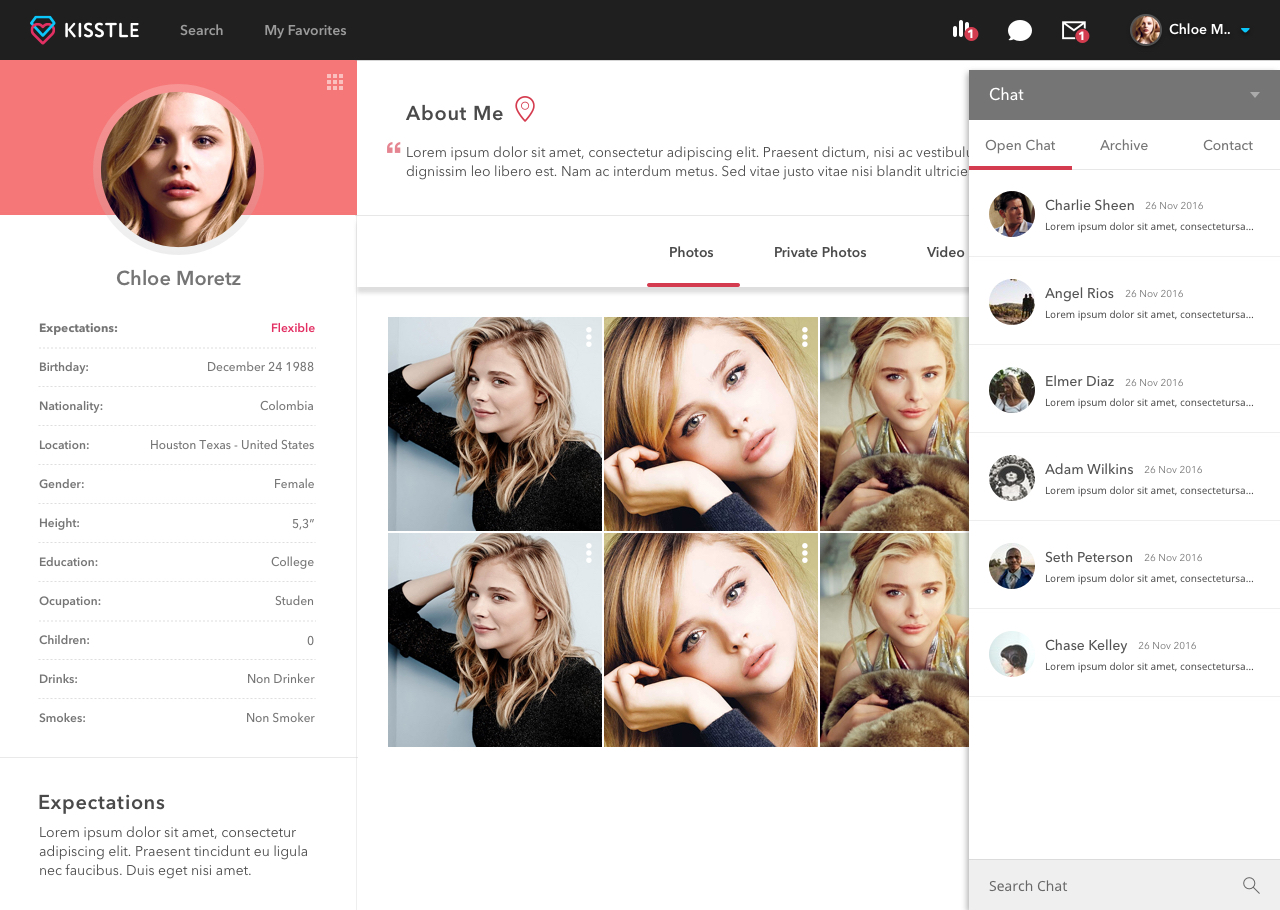 KISSTLE
Search
My Favorites
1
1
Chloe M..
Chloe Moretz
Expectations: Flexible
Birthday: December 24 1988
Nationality: Colombia
Location: Houston Texas - United States
Gender: Female
Height: 5,3”
Education: College
Ocupation: Studen
Children: 0
Drinks: Non Drinker
Smokes: Non Smoker
Expectations
Lorem ipsum dolor sit amet, consectetur
adipiscing elit. Praesent tincidunt eu ligula
nec faucibus. Duis eget nisi amet.
About Me
“ Lorem ipsum dolor sit amet, consectetur adipiscing elit. Praesent dictum, nisi ac vestibulu
dignissim leo libero est. Nam ac interdum metus. Sed vitae justo vitae nisi blandit ultricie
Photos
Private Photos
Video
Chat
Open Chat
Archive
Contact
Charlie Sheen 26 Nov 2016
Lorem ipsum dolor sit amet, consectetursa...
Angel Rios 26 Nov 2016
Lorem ipsum dolor sit amet, consectetursa...
Elmer Diaz 26 Nov 2016
Lorem ipsum dolor sit amet, consectetursa...
Adam Wilkins 26 Nov 2016
Lorem ipsum dolor sit amet, consectetursa...
Seth Peterson 26 Nov 2016
Lorem ipsum dolor sit amet, consectetursa...
Chase Kelley 26 Nov 2016
Lorem ipsum dolor sit amet, consectetursa...
Search Chat